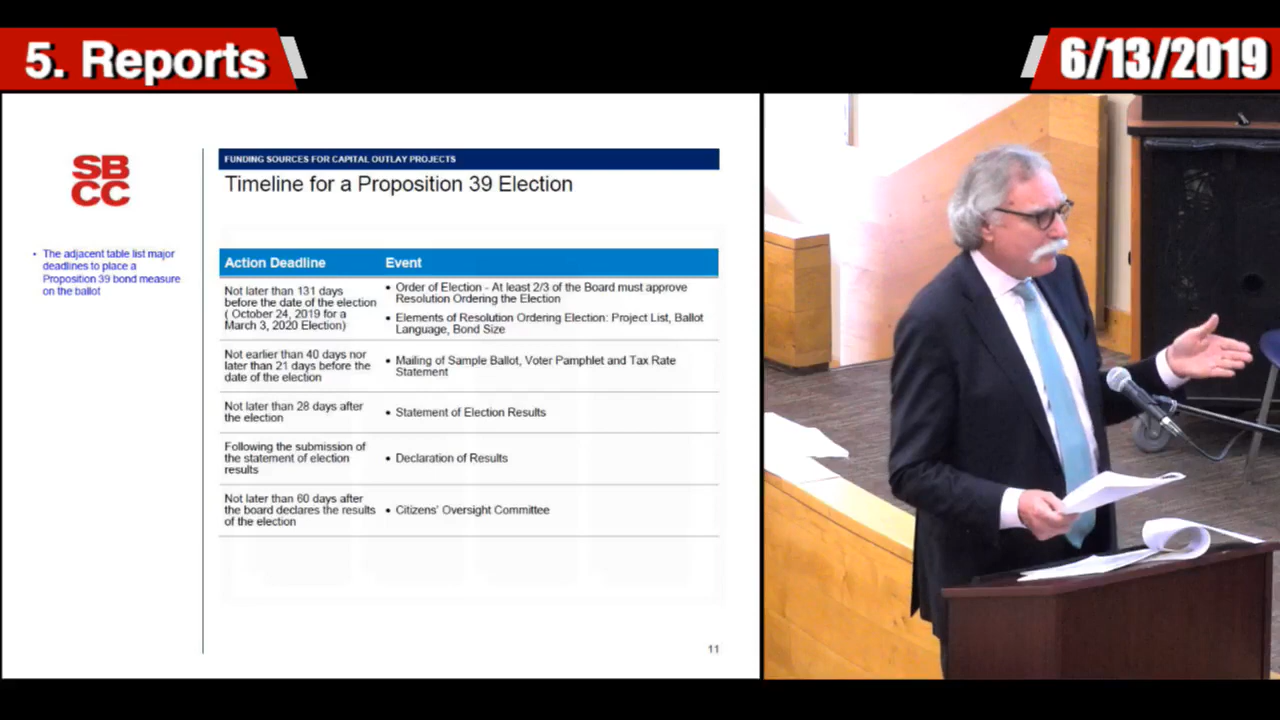 5. Reports
6/13/2019
SB
CC
• The adjacent table list major
deadlines to place a
Proposition 39 bond measure
on the ballot
FUNDING SOURCES FOR CAPITAL OUTLAY PROJECTS
Timeline for a Proposition 39 Election
Action Deadline
Event
Not later than 131 days
before the date of the election
( October 24, 2019 for a
March 3, 2020 Election)
• Order of Election - At least 2/3 of the Board must approve
Resolution Ordering the Election
• Elements of Resolution Ordering Election: Project List, Ballot
Language, Bond Size
Not earlier than 40 days nor
later than 21 days before the
date of the election
• Mailing of Sample Ballot, Voter Pamphlet and Tax Rate
Statement
Not later than 28 days after
the election
• Statement of Election Results
Following the submission of
the statement of election
results
• Declaration of Results
Not later than 60 days after
the board declares the results
of the election
• Citizens' Oversight Committee
11